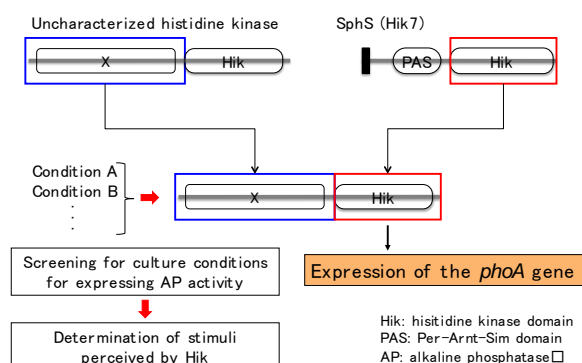 Uncharacterized histidine kinase
SphS (Hik7)
X
Hik
PAS
Hik
Condition A
Condition B
.
.
X
Hik
Screening for culture conditions
for expressing AP activity
Expression of the phoA gene
Determination of stimuli
perceived by Hik
Hik: hisitidine kinase domain
PAS: Per-Arnt-Sim domain
AP: alkaline phosphatase□